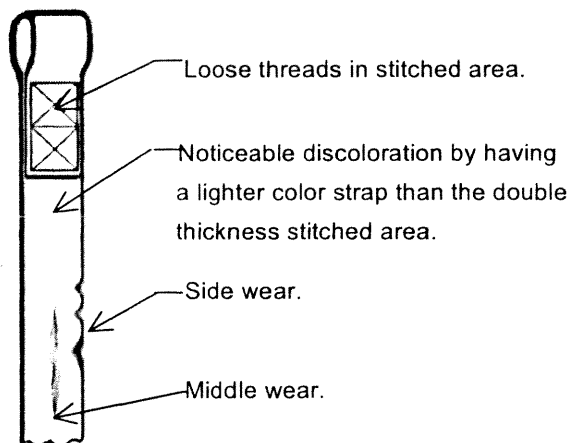 Loose threads in stitched area.
Noticeable discoloration by having
a lighter color strap than the double
thickness stitched area.
Side wear.
Middle wear.